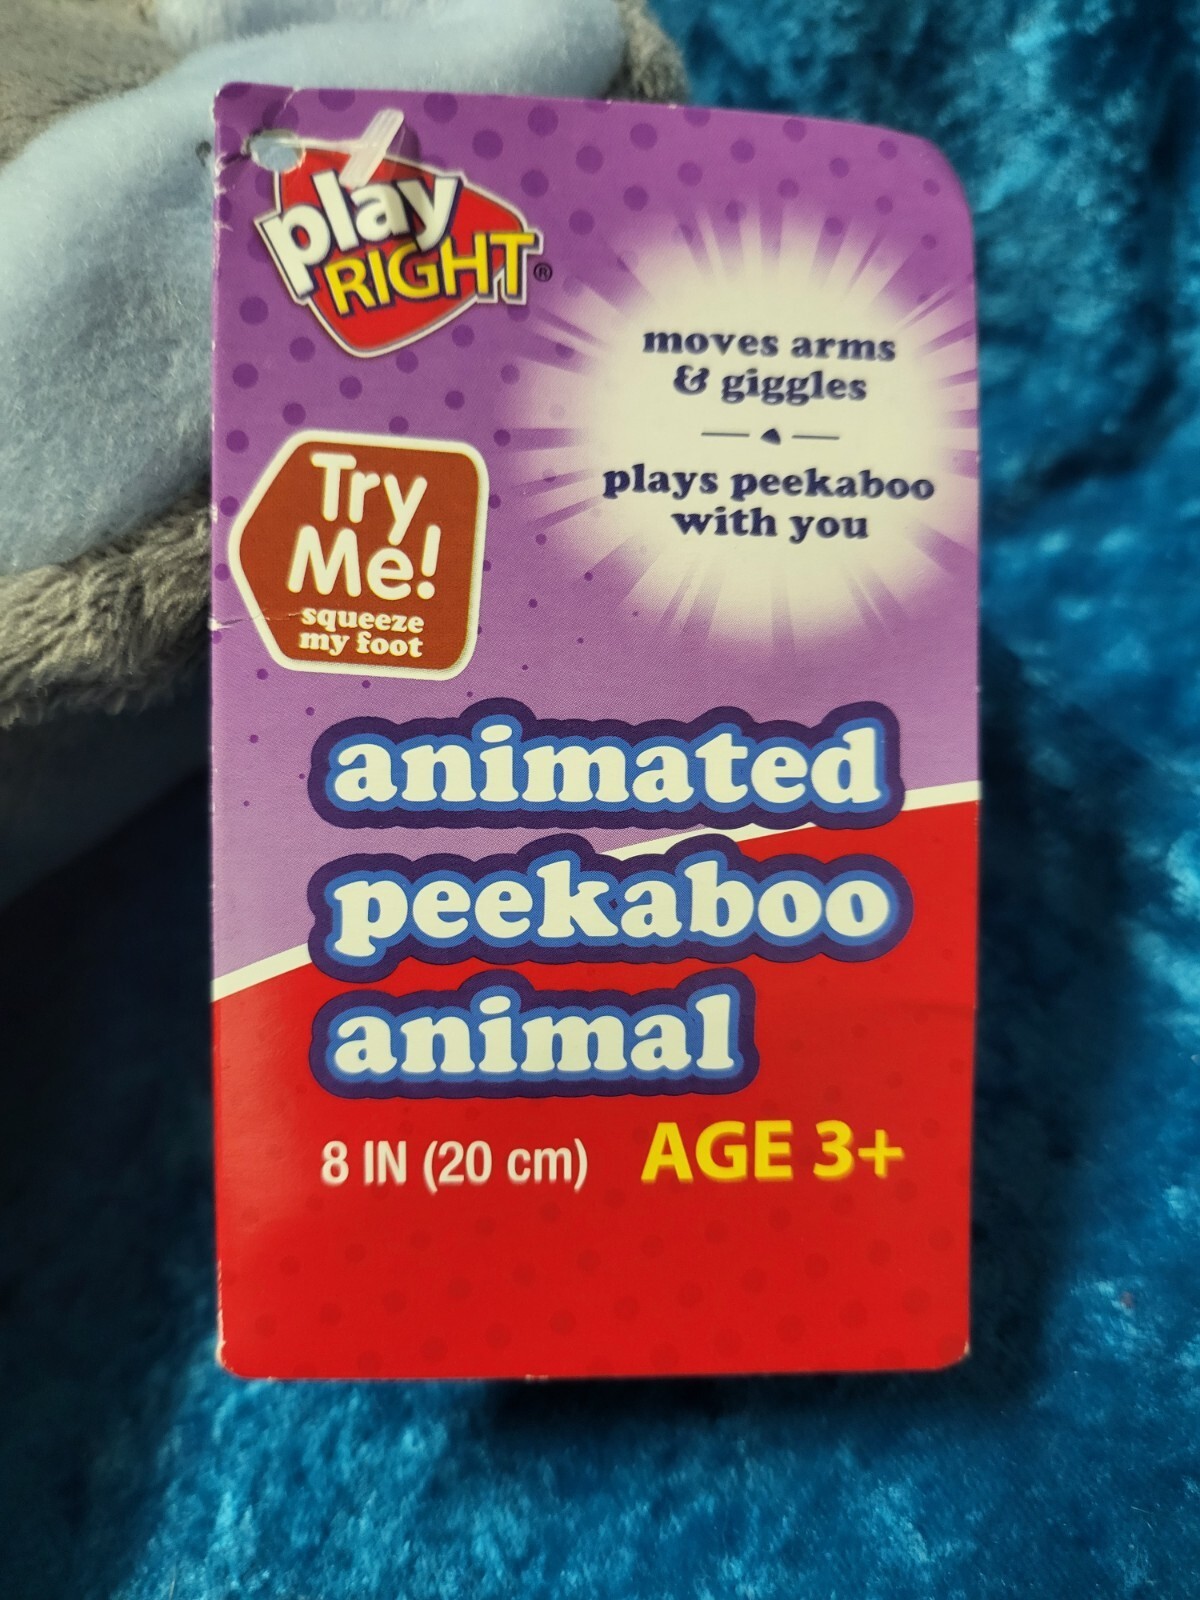 play
RIGHT®
moves arms
& giggles
plays peekaboo
with you
Try
Me!
squeeze
my foot
animated
peekaboo
animal
8 IN (20 cm) AGE 3+